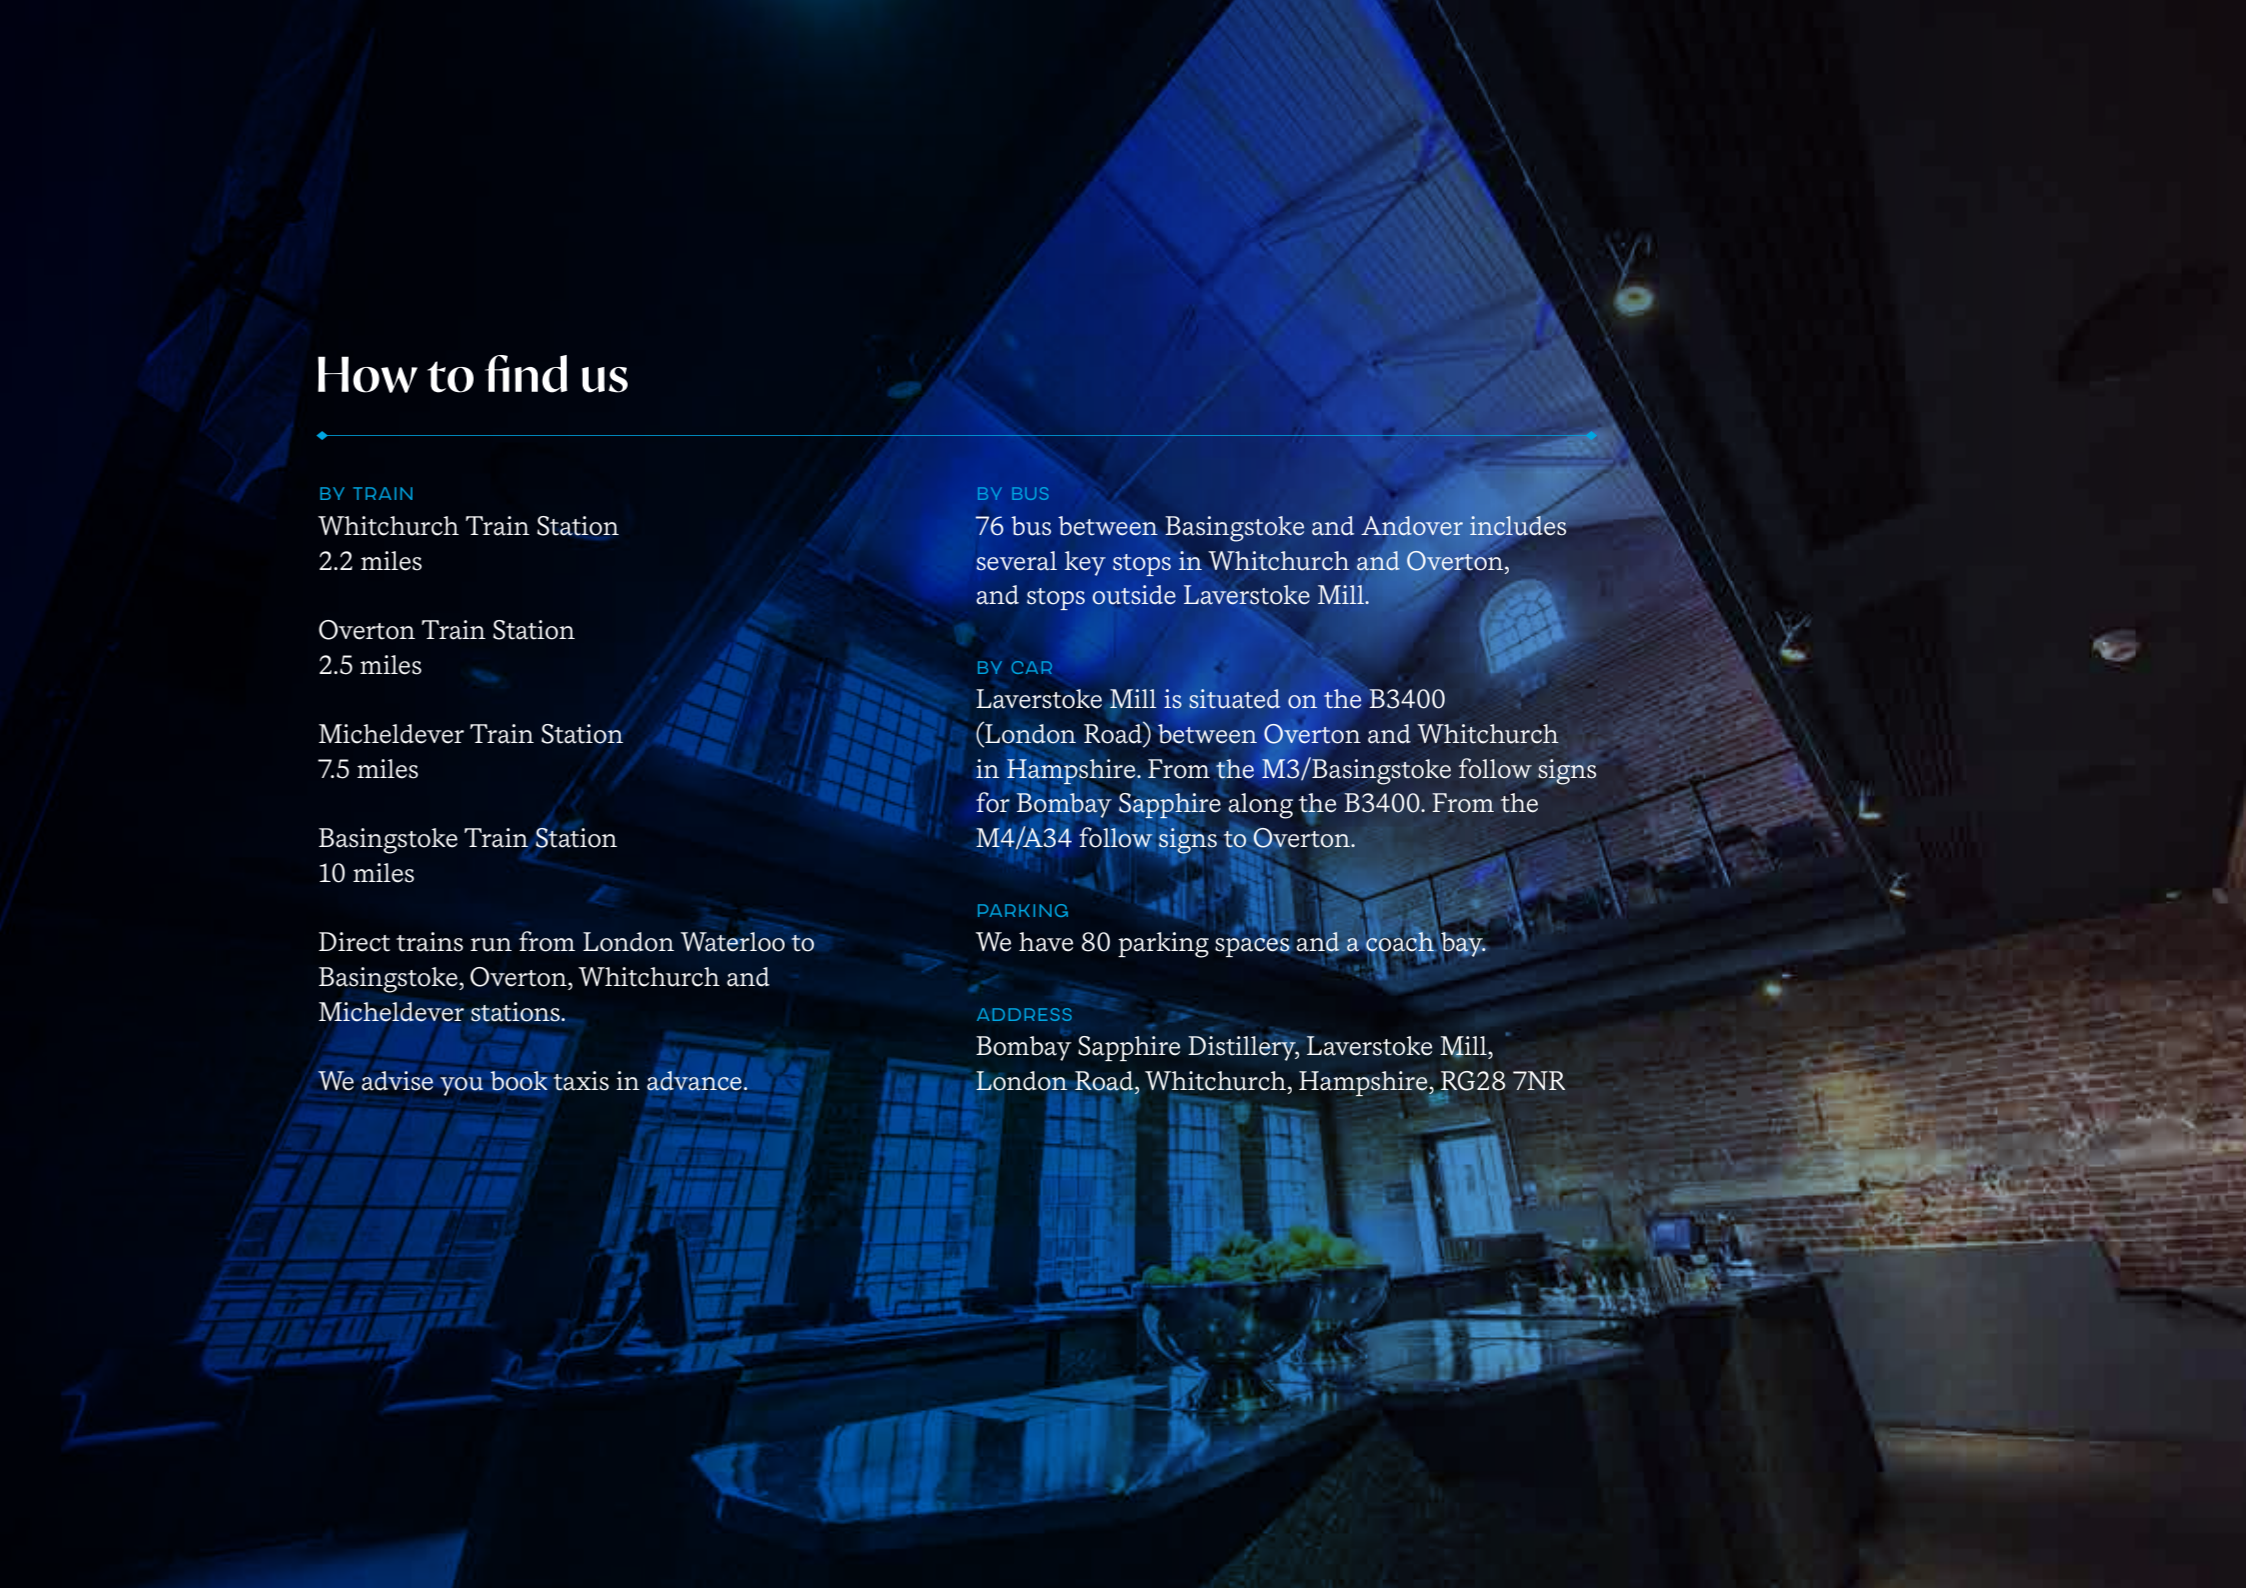 How to find us
BY TRAIN
Whitchurch Train Station
2.2 miles
Overton Train Station
2.5 miles
Micheldever Train Station
7.5 miles
Basingstoke Train Station
10 miles
Direct trains run from London Waterloo to
Basingstoke, Overton, Whitchurch and
Micheldever stations.
We advise you book taxis in advance.
BY BUS
76 bus between Basingstoke and Andover includes
several key stops in Whitchurch and Overton,
and stops outside Laverstoke Mill.
BY CAR
Laverstoke Mill is situated on the B3400
(London Road) between Overton and Whitchurch
in Hampshire. From the M3/Basingstoke follow signs
for Bombay Sapphire along the B3400. From the
M4/A34 follow signs to Overton.
PARKING
We have 80 parking spaces and a coach bay.
ADDRESS
Bombay Sapphire Distillery, Laverstoke Mill,
London Road, Whitchurch, Hampshire, RG28 7NR